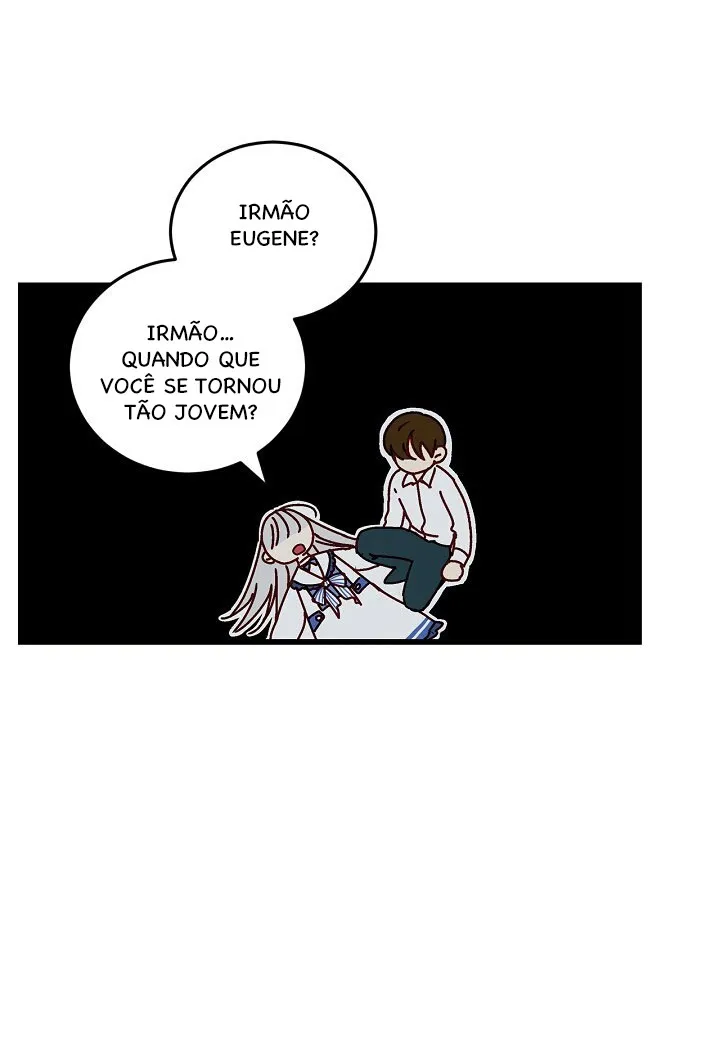 IRMÃO
EUGENE?
IRMÃO...
QUANDO QUE
VOCÊ SE TORNOU
TÃO JOVEM?